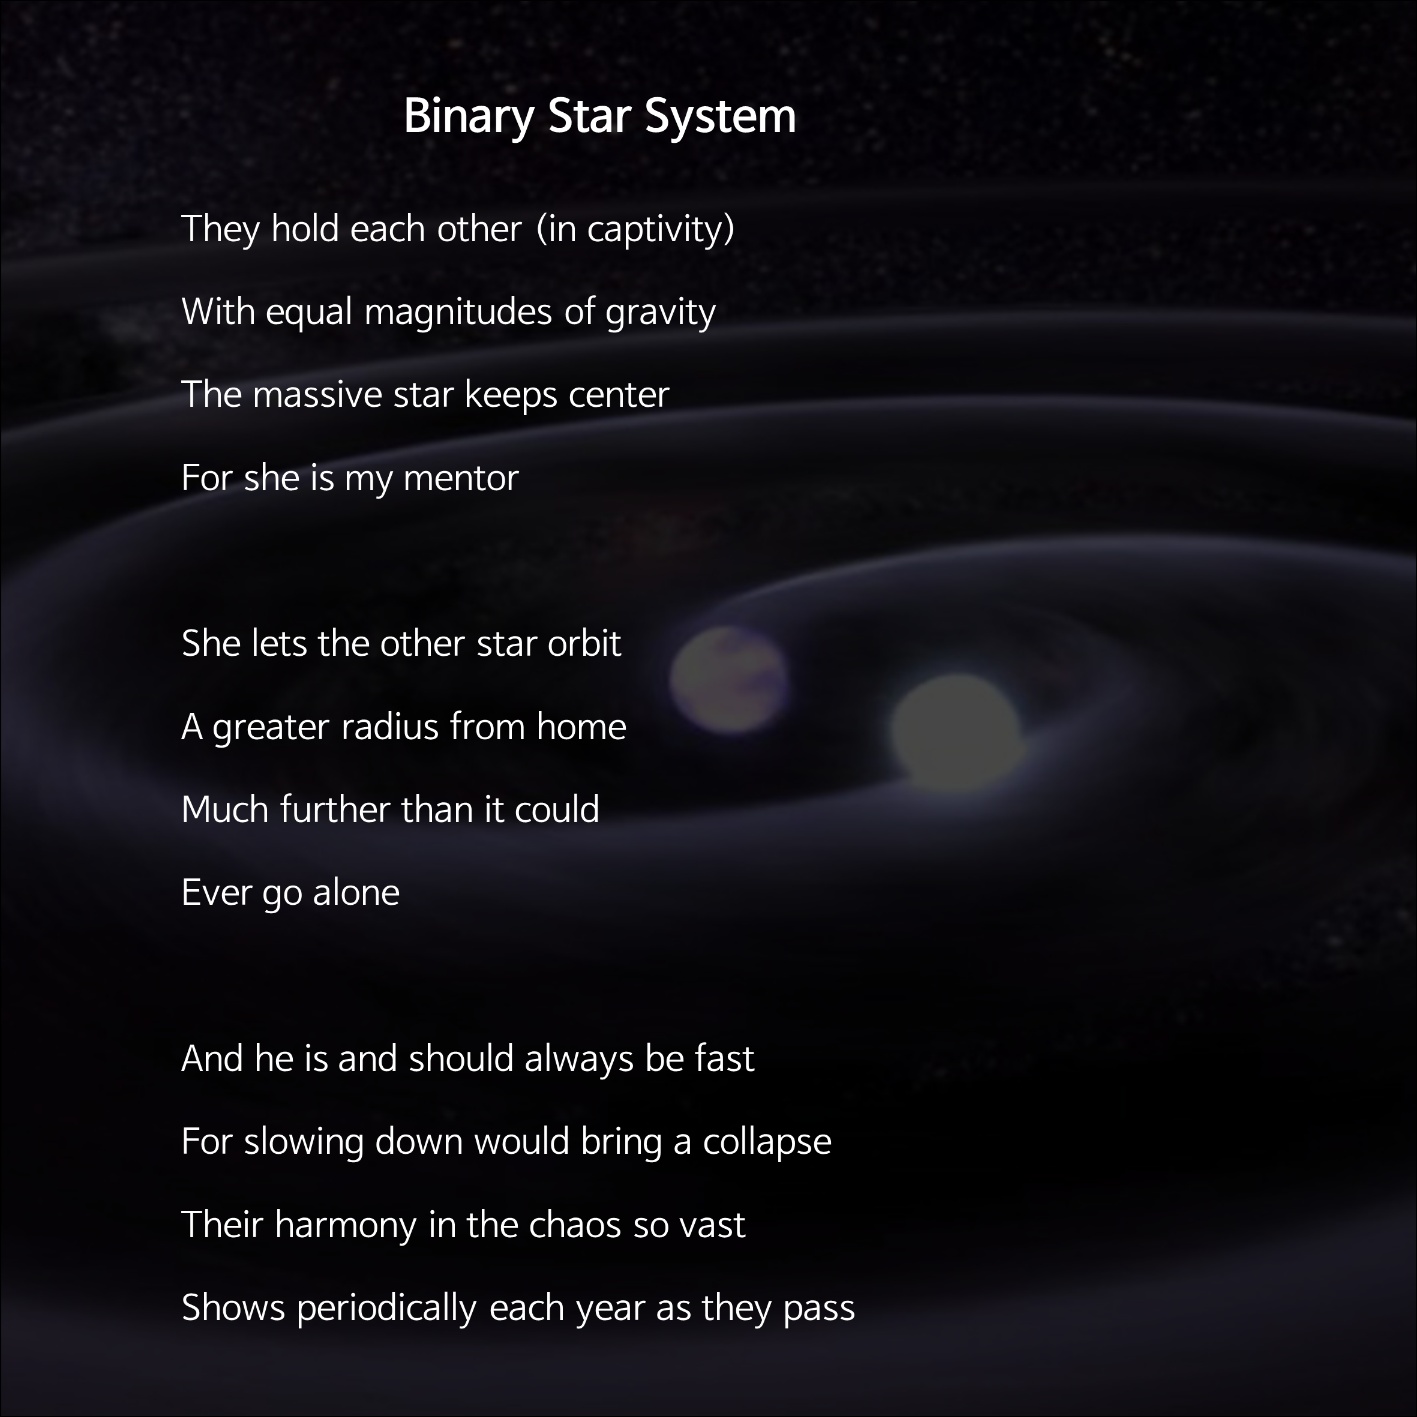 Binary Star System
They hold each other (in captivity)
With equal magnitudes of gravity
The massive star keeps center
For she is my mentor
She lets the other star orbit
A greater radius from home
Much further than it could
Ever go alone
And he is and should always be fast
For slowing down would bring a collapse
Their harmony in the chaos so vast
Shows periodically each year as they pass